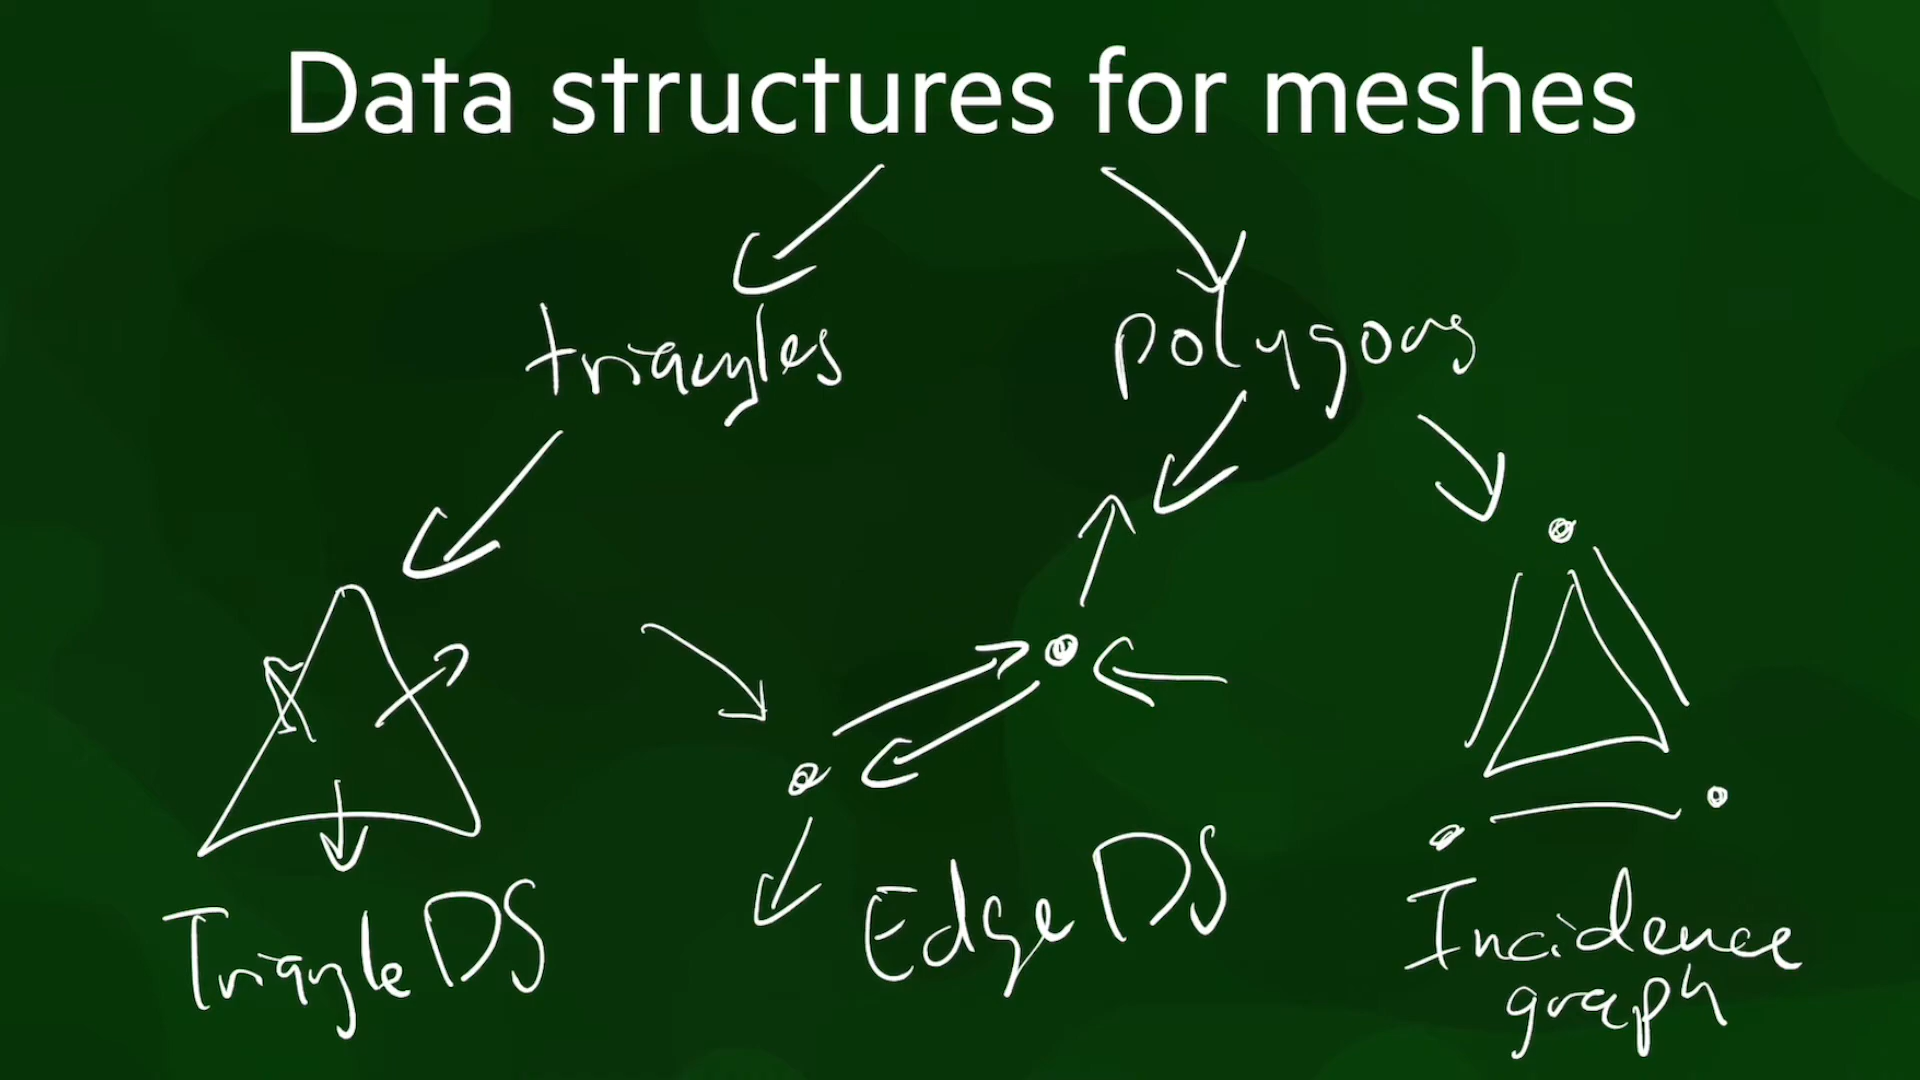 Data structures for meshes
triangles
polygons
Triangle DS
Edge DS
Incidence
graph